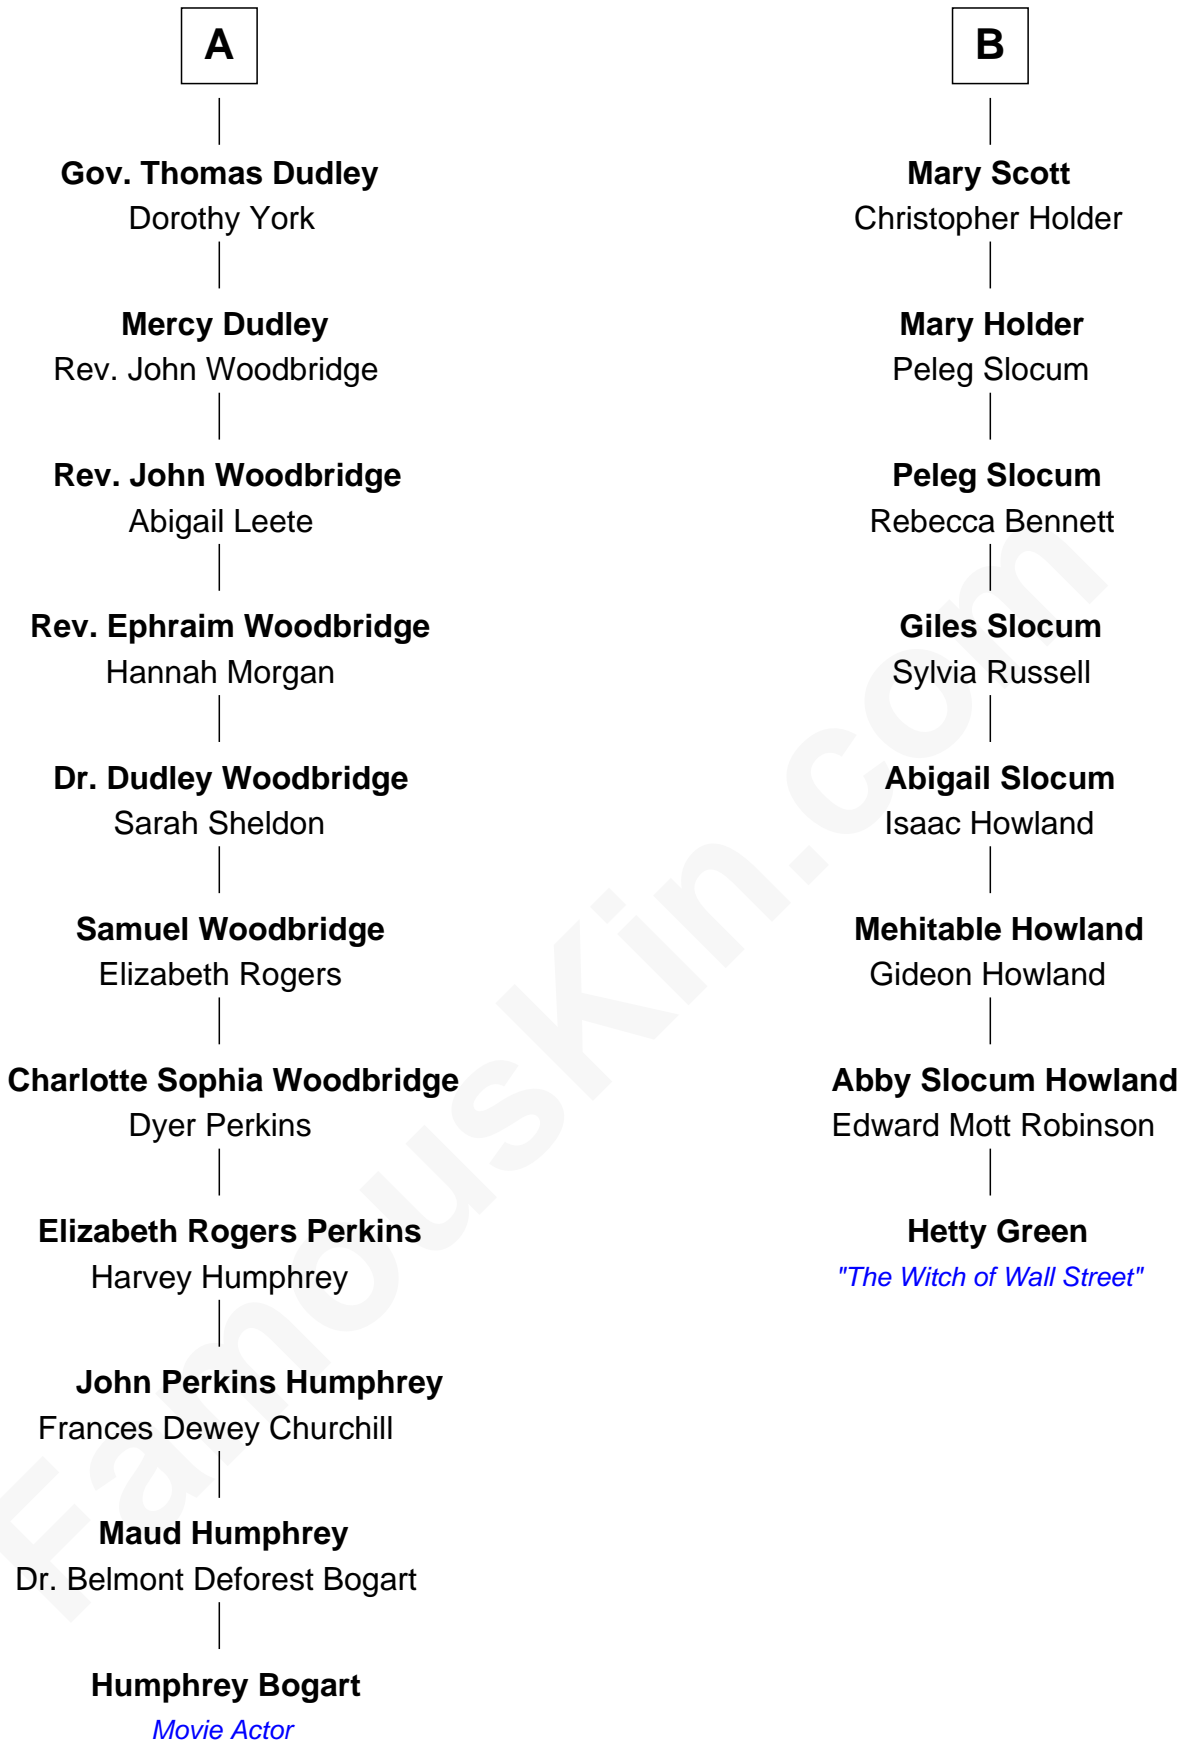 A
Gov. Thomas Dudley
Dorothy York
Mercy Dudley
Rev. John Woodbridge
Rev. John Woodbridge
Abigail Leete
Rev. Ephraim Woodbridge
Hannah Morgan
Dr. Dudley Woodbridge
Sarah Sheldon
Samuel Woodbridge
Elizabeth Rogers
Charlotte Sophia Woodbridge
Dyer Perkins
Elizabeth Rogers Perkins
Harvey Humphrey
John Perkins Humphrey
Frances Dewey Churchill
Maud Humphrey
Dr. Belmont Deforest Bogart
Humphrey Bogart
Movie Actor
B
Mary Scott
Christopher Holder
Mary Holder
Peleg Slocum
Peleg Slocum
Rebecca Bennett
Giles Slocum
Sylvia Russell
Abigail Slocum
Isaac Howland
Mehitable Howland
Gideon Howland
Abby Slocum Howland
Edward Mott Robinson
Hetty Green
"The Witch of Wall Street"
FamousKin.com